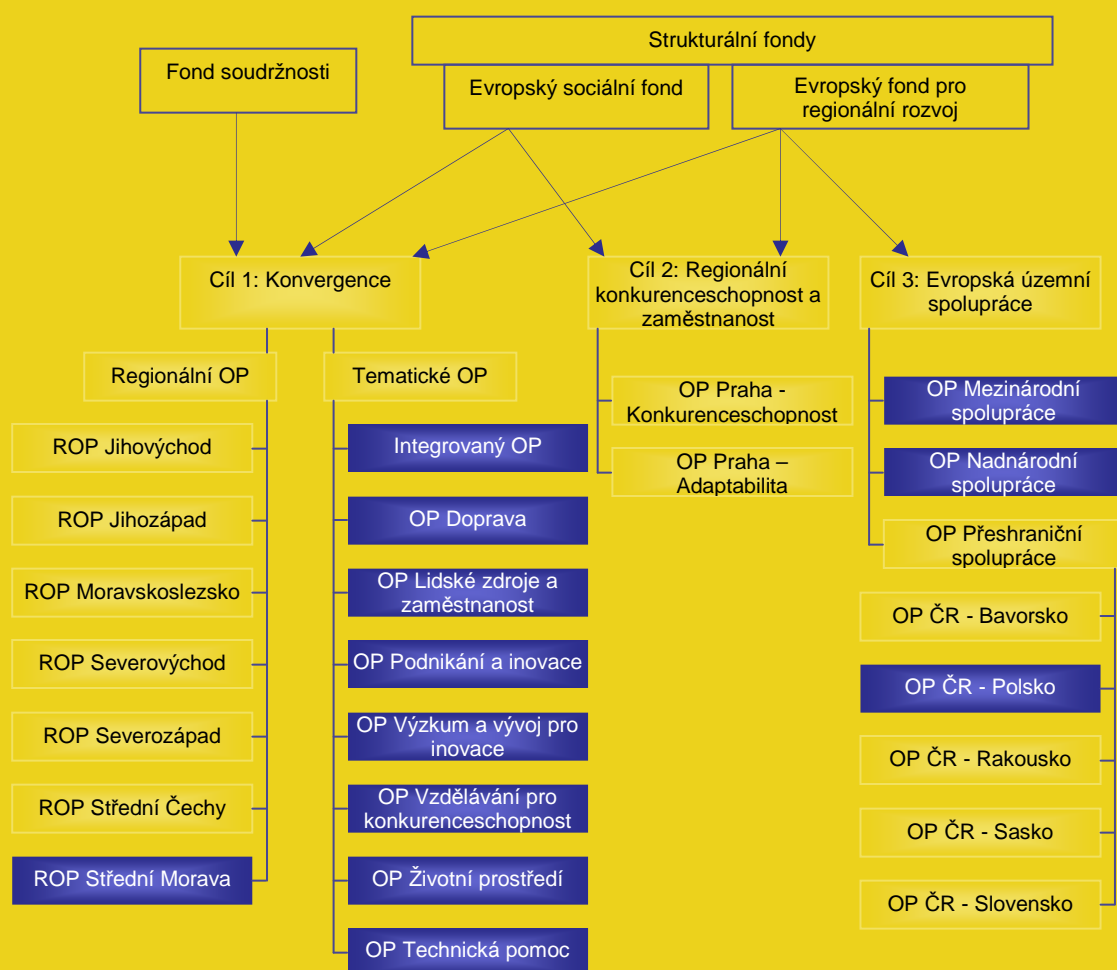 Strukturální fondy
Fond soudržnosti
Evropský sociální fond
Evropský fond pro
regionální rozvoj
Cíl 1: Konvergence
Cíl 2: Regionální
konkurenceschopnost a
zaměstnanost
Cíl 3: Evropská územní
spolupráce
Regionální OP
ROP Jihovýchod
ROP Jihozápad
ROP Moravskoslezsko
ROP Severovýchod
ROP Severozápad
ROP Střední Čechy
ROP Střední Morava
Tematické OP
Integrovaný OP
OP Doprava
OP Lidské zdroje a
zaměstnanost
OP Podnikání a inovace
OP Výzkum a vývoj pro
inovace
OP Vzdělávání pro
konkurenceschopnost
OP Životní prostředí
OP Technická pomoc
OP Praha -
Konkurenceschopnost
OP Praha –
Adaptabilita
OP Mezinárodní
spolupráce
OP Nadnárodní
spolupráce
OP Přeshraniční
spolupráce
OP ČR - Bavorsko
OP ČR - Polsko
OP ČR - Rakousko
OP ČR - Sasko
OP ČR - Slovensko